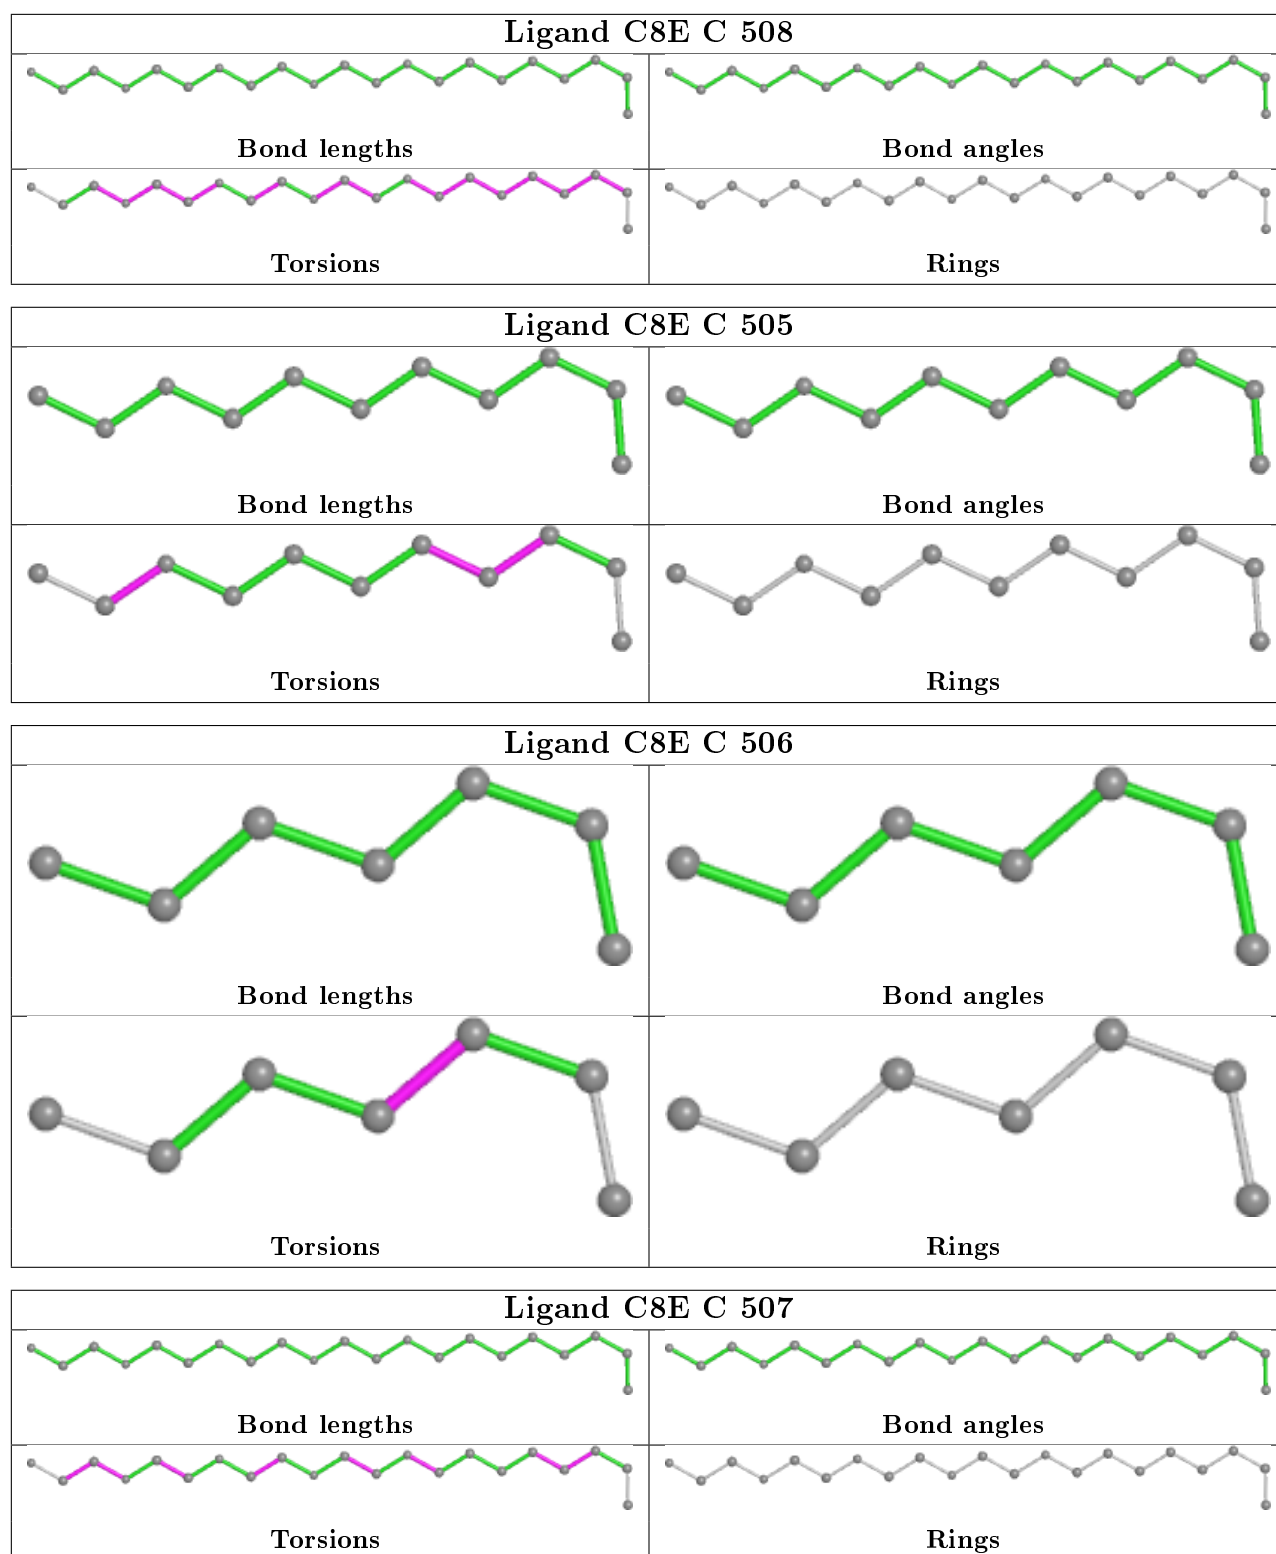 Ligand C8E C 508
Bond lengths
Bond angles
Torsions
Rings
Ligand C8E C 505
Bond lengths
Bond angles
Torsions
Rings
Ligand C8E C 506
Bond lengths
Bond angles
Torsions
Rings
Ligand C8E C 507
Bond lengths
Bond angles
Torsions
Rings